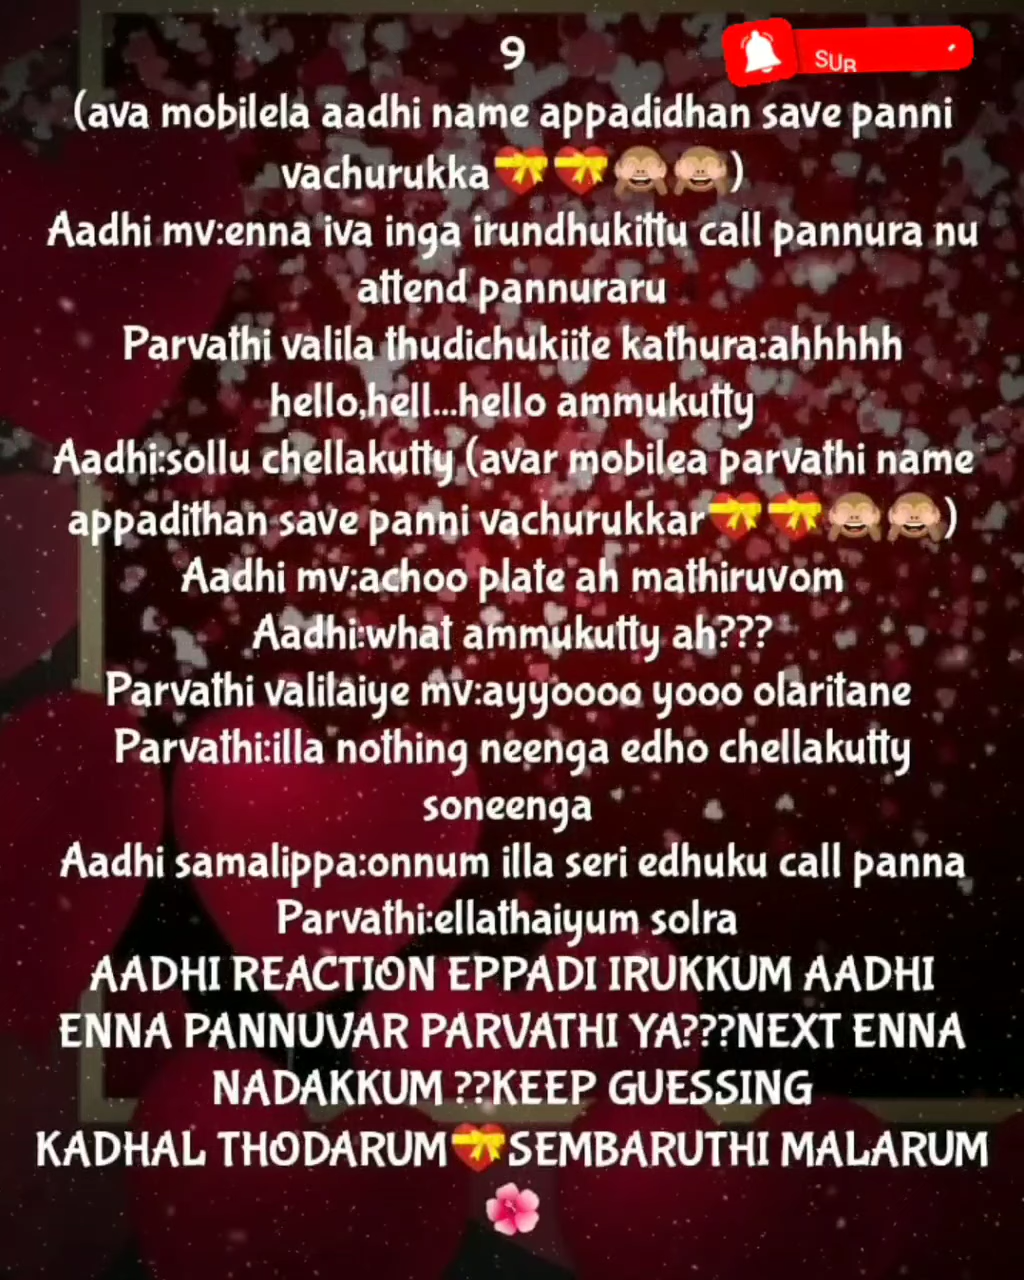 9
SUR
(ava mobilela aadhi name appadidhan save panni
vachurukka💝💝🙈🙈)
Aadhi mv:enna iva inga irundhukittu call pannura nu
attend pannuraru
Parvathi valila thudichukiite kathura:ahhhhh
hello,hell...hello ammukutty
Aadhi:sollu chellakutty (avar mobilea parvathi name
appadithan save panni vachurukkar💝💝🙈🙈)
Aadhi mv:achoo plate ah mathiruvom
Aadhi:what ammukutty ah???
Parvathi valilaiye mv:ayyoooo yooo olaritane
Parvathi:illa nothing neenga edho chellakutty
soneenga
Aadhi samalippa:onnum illa seri edhuku call panna
Parvathi:ellathaiyum solra
AADHI REACTION EPPADI IRUKKUM AADHI
ENNA PANNUVAR PARVATHI YA???NEXT ENNA
NADAKKUM ??KEEP GUESSING
KADHAL THODARUM💝SEMBARUTHI MALARUM
🌺